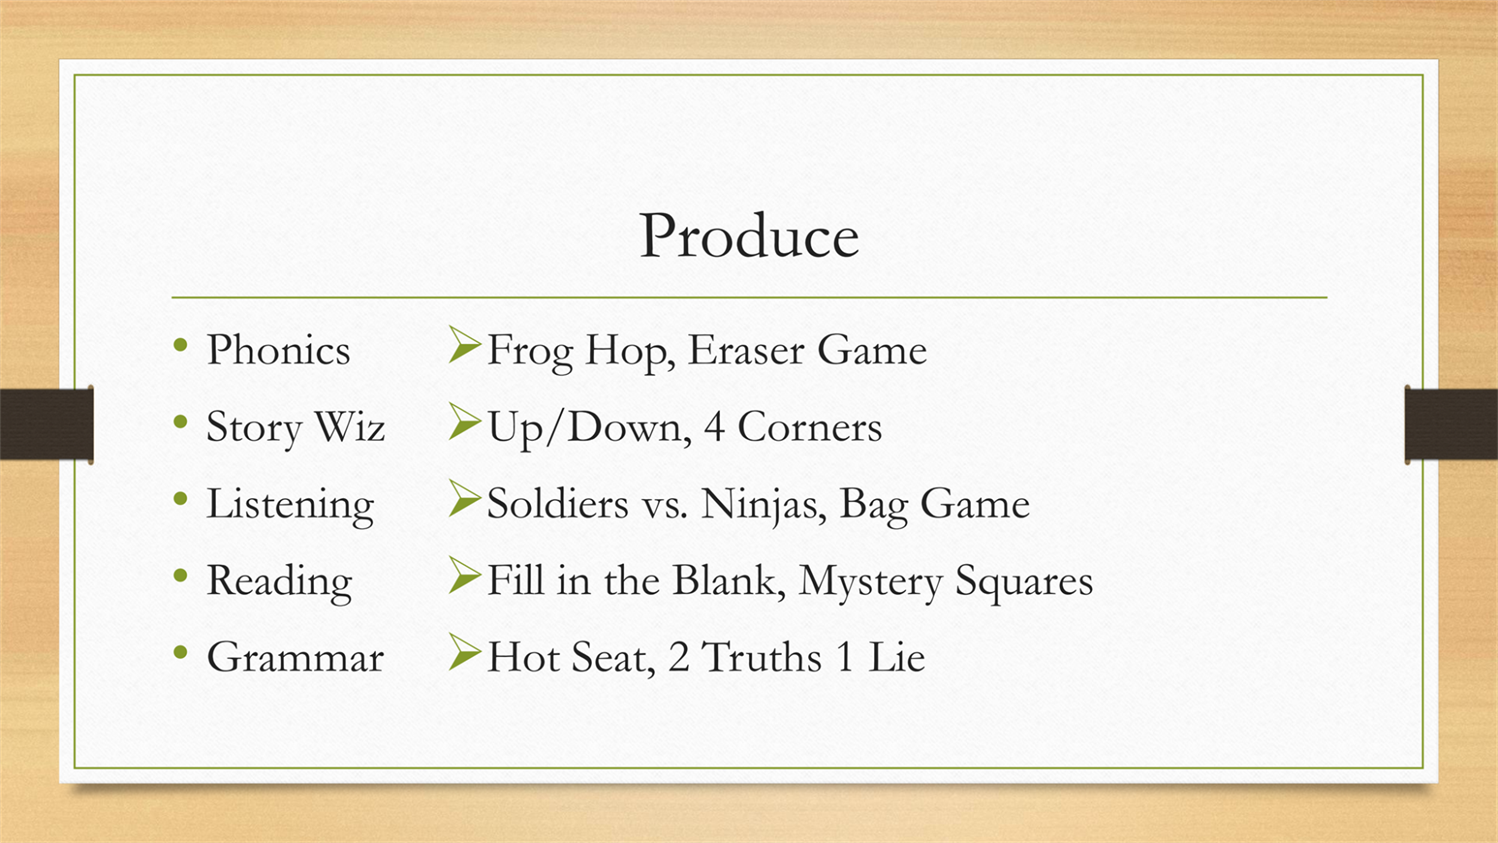 Produce
• Phonics ➢Frog Hop, Eraser Game
• Story Wiz ➢Up/Down, 4 Corners
• Listening ➢Soldiers vs. Ninjas, Bag Game
• Reading ➢Fill in the Blank, Mystery Squares
• Grammar ➢Hot Seat, 2 Truths 1 Lie